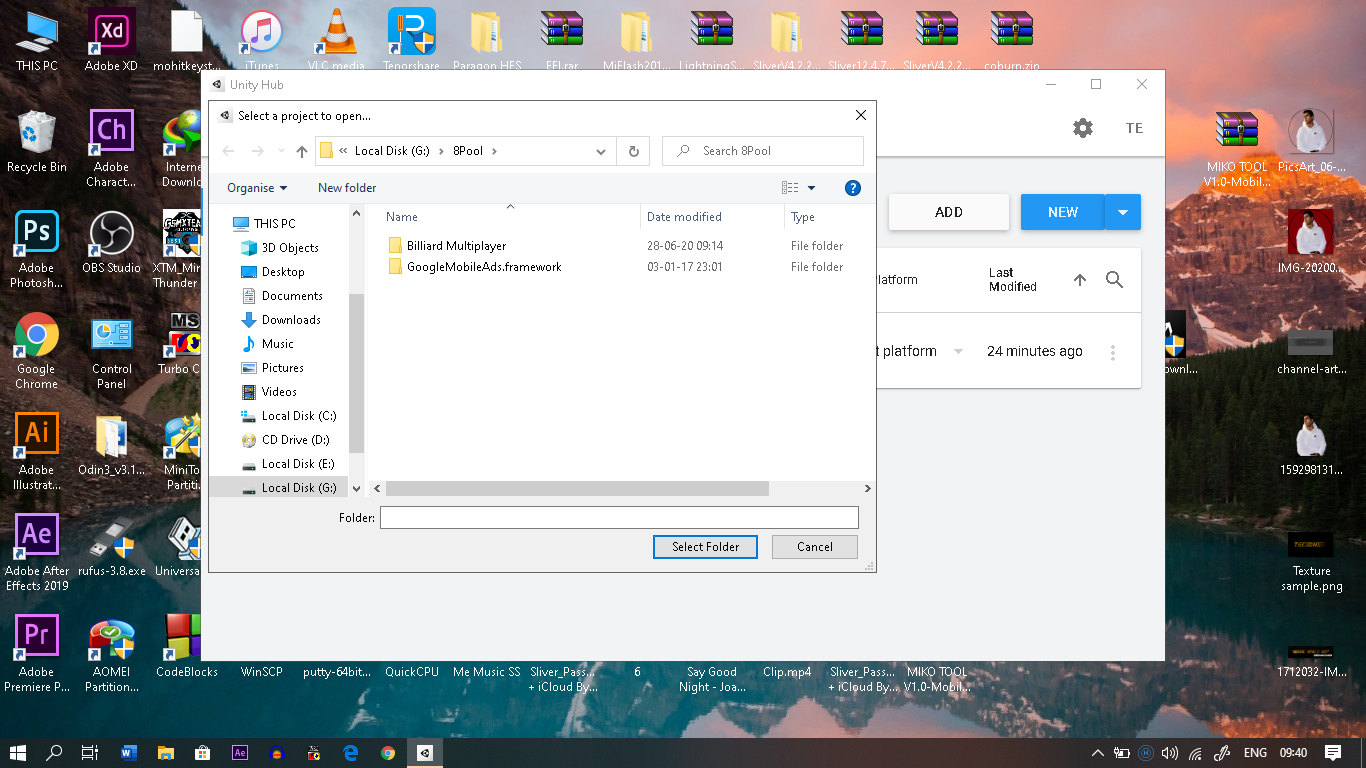 THIS PC
Adobe XD
mohitkeyst...
iTunes
VLC media
Tenorshare
Paragon HFS
EFI.rar
MiFlash201...
LightningS...
SliverV4.2.2...
Sliver12.4.7...
SliverV4.2.2...
coburn.zip
Unity Hub
Select a project to open...
TE
« Local Disk (G:) › 8Pool ›
Search 8Pool
Organise
New folder
ADD
NEW
Name
Date modified
Type
Billiard Multiplayer
28-06-20 09:14
File folder
GoogleMobileAds.framework
03-01-17 23:01
File folder
latform
Last
Modified
t platform
24 minutes ago
THIS PC
3D Objects
Desktop
Documents
Downloads
Music
Pictures
Videos
Local Disk (C:)
CD Drive (D:)
Local Disk (E:)
Local Disk (G:)
Folder:
Select Folder
Cancel
Recycle Bin
Adobe
Charact...
Interne
Downlo
MIKO TOOL
V1.0-Mobil...
PicsArt_06-...
Adobe
Photosh...
OBS Studio
XTM_Min
Thunder
IMG-20200...
Google
Chrome
Control
Panel
Turbo C
ownl...
channel-art...
Adobe
Illustrat...
Odin3_v3.1...
MiniTo
Partiti...
159298131...
Adobe After
Effects 2019
rufus-3.8.exe
Universa
Texture
sample.png
Adobe
Premiere P...
AOMEI
Partition...
CodeBlocks
WinSCP
putty-64bit...
QuickCPU
Me Music SS
Sliver_Pass...
+ iCloud By...
6
Say Good
Night - Joa...
Clip.mp4
Sliver_Pass...
+ iCloud By...
MIKO TOOL
V1.0-Mobil...
1712032-IM...
ENG
09:40